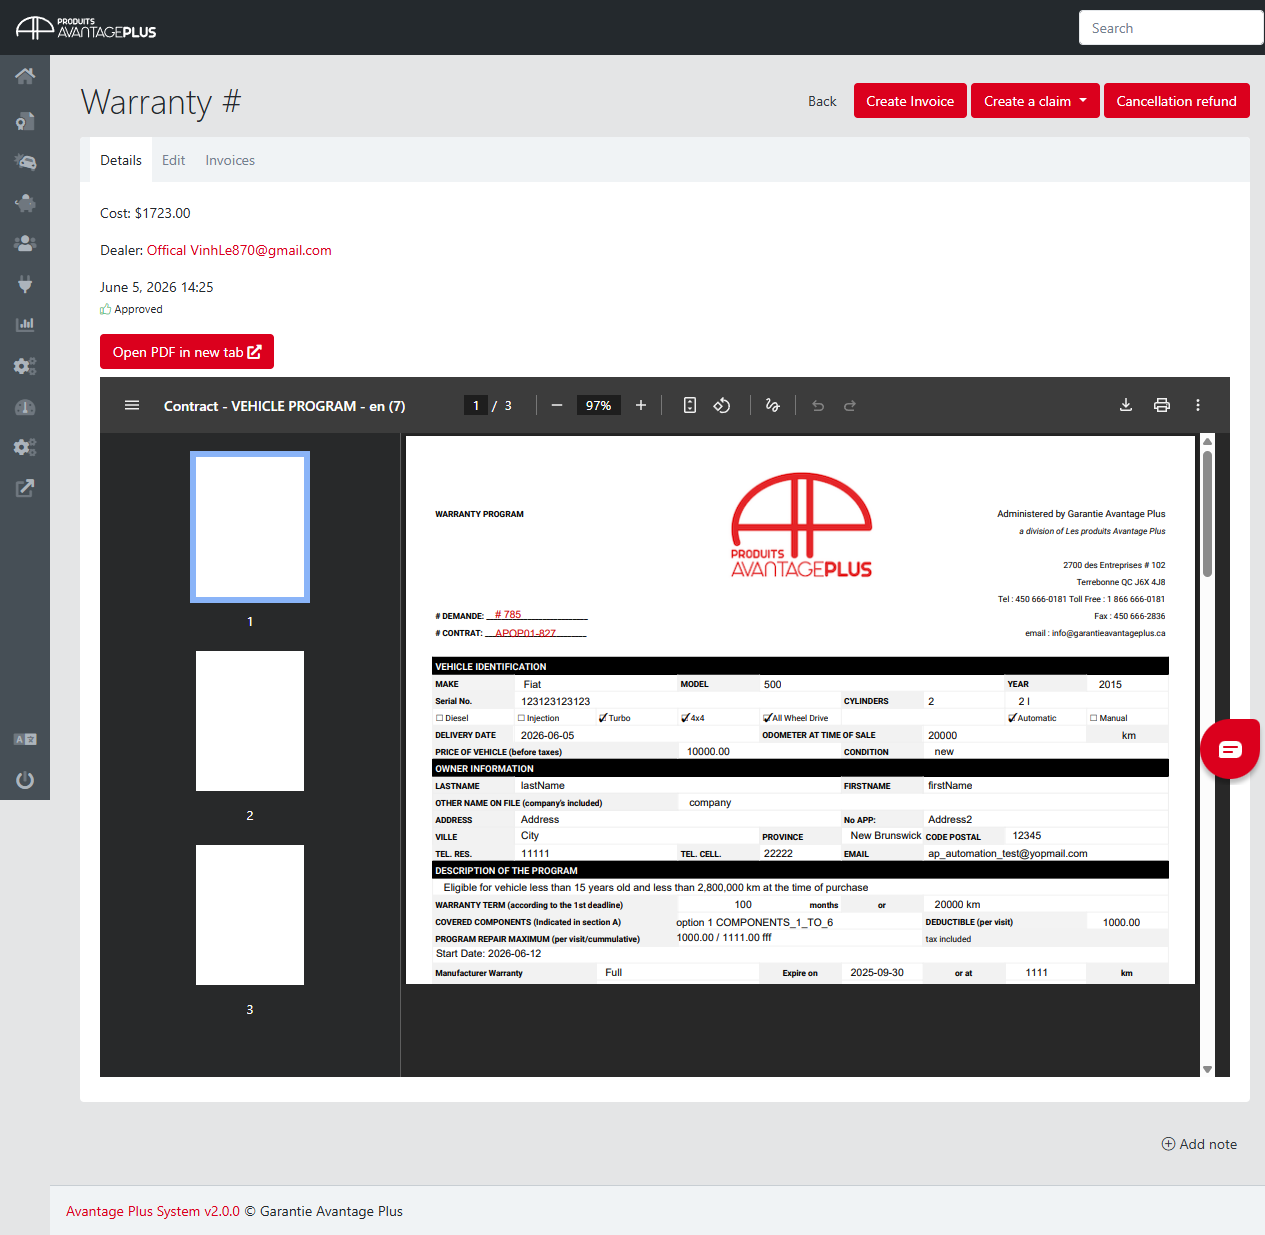 PRODUITS
AVANTAGEPLUS
Search
Warranty #
Back
Create Invoice
Create a claim
Cancellation refund
Details
Edit
Invoices
Cost: $1723.00
Dealer: Offical VinhLe870@gmail.com
June 5, 2026 14:25
Approved
Open PDF in new tab
Contract - VEHICLE PROGRAM - en (7)
1 / 3
97%
1
2
3
WARRANTY PROGRAM
PRODUITS
AVANTAGEPLUS
Administered by Garantie Avantage Plus
a division of Les produits Avantage Plus
2700 des Entreprises # 102
Terrebonne QC J6X 4J8
Tel : 450 666-0181 Toll Free : 1 866 666-0181
Fax : 450 666-2836
email : info@garantieavantageplus.ca
# DEMANDE: # 785
# CONTRAT: APOP01-827
VEHICLE IDENTIFICATION
MAKE Fiat MODEL 500 YEAR 2015
Serial No. 123123123123 CYLINDERS 2 2 l
Diesel Injection Turbo 4x4 All Wheel Drive Automatic Manual
DELIVERY DATE 2026-06-05 ODOMETER AT TIME OF SALE 20000 km
PRICE OF VEHICLE (before taxes) 10000.00 CONDITION new
OWNER INFORMATION
LASTNAME lastName FIRSTNAME firstName
OTHER NAME ON FILE (company's included) company
ADDRESS Address No APP: Address2
VILLE City PROVINCE New Brunswick CODE POSTAL 12345
TEL. RES. 11111 TEL. CELL. 22222 EMAIL ap_automation_test@yopmail.com
DESCRIPTION OF THE PROGRAM
Eligible for vehicle less than 15 years old and less than 2,800,000 km at the time of purchase
WARRANTY TERM (according to the 1st deadline) 100 months or 20000 km
COVERED COMPONENTS (Indicated in section A) option 1 COMPONENTS_1_TO_6 DEDUCTIBLE (per visit) 1000.00
PROGRAM REPAIR MAXIMUM (per visit/cummulative) 1000.00 / 1111.00 fff tax included
Start Date: 2026-06-12
Manufacturer Warranty Full Expire on 2025-09-30 or at 1111 km
Add note
Avantage Plus System v2.0.0 © Garantie Avantage Plus